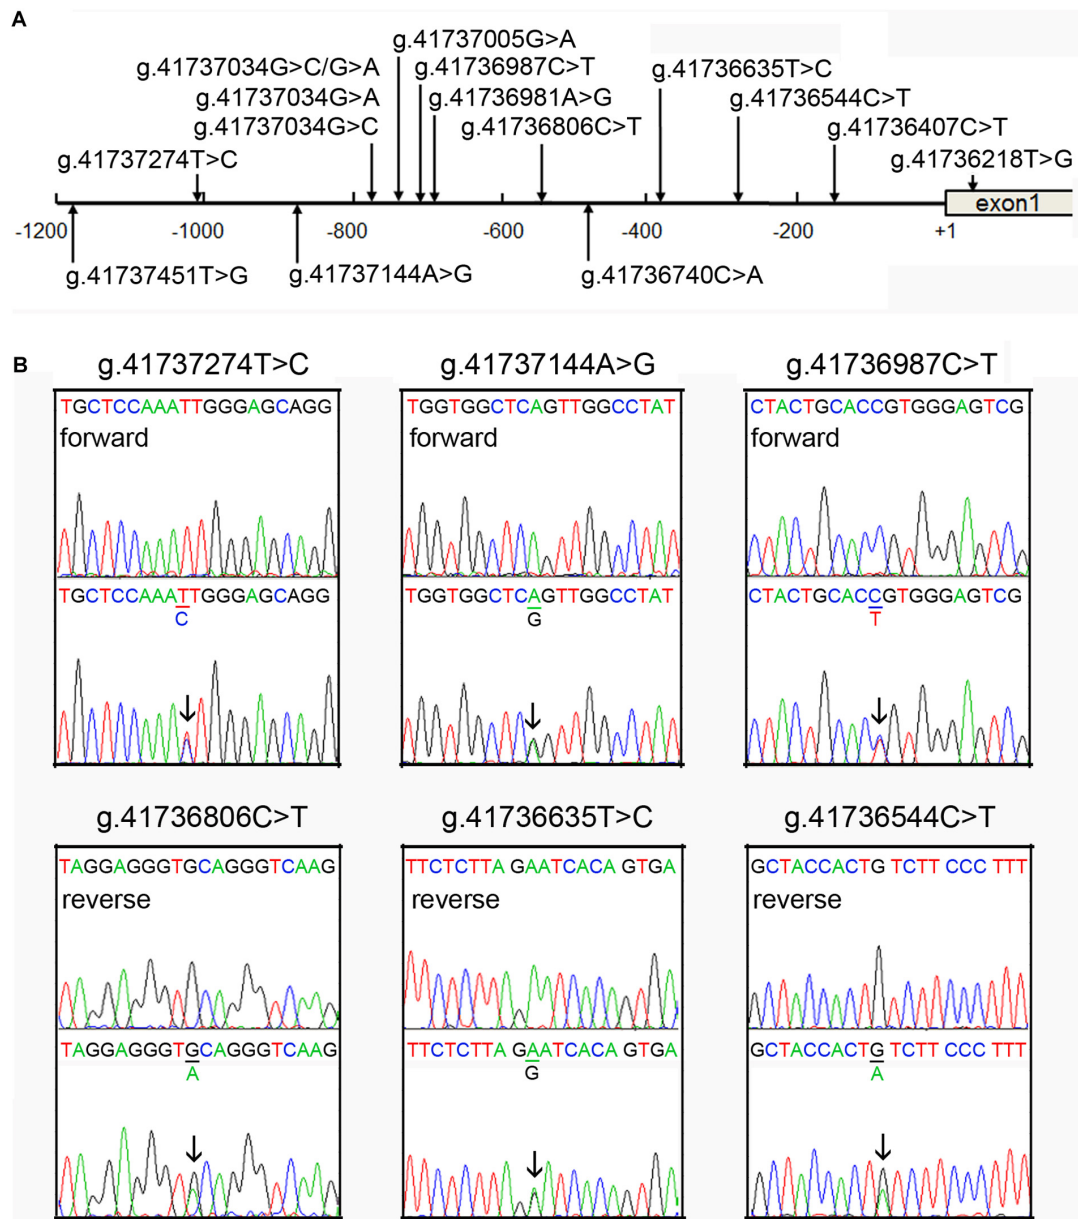 A
g.41737005G>A
g.41737034G>C/G>A
g.41736987C>T
g.41736635T>C
g.41737034G>A
g.41736981A>G
g.41736544C>T
g.41737034G>C
g.41736806C>T
g.41736407C>T
g.41737274T>C
g.41736218T>G
exon1
-1200 -1000 -800 -600 -400 -200 +1
g.41737451T>G
g.41737144A>G
g.41736740C>A
B
g.41737274T>C
g.41737144A>G
g.41736987C>T
TGCTCCAAATTGGGAGCAGG
TGGTGGCTCAGTTGGCCTAT
CTACTGCACCGTGGGAGTCG
forward
forward
forward
TGCTCCAAATTGGGAGCAGG
TGGTGGCTCAGTTGGCCTAT
CTACTGCACCGTGGGAGTCG
C
G
T
g.41736806C>T
g.41736635T>C
g.41736544C>T
TAGGAGGGTGCAGGGTCAAG
TTCTCTTA GAATCACA GTGA
GCTACCACTG TCTT CCC TTT
reverse
reverse
reverse
TAGGAGGGTGCAGGGTCAAG
TTCTCTTA GAATCACA GTGA
GCTACCACTG TCTT CCC TTT
A
G
A